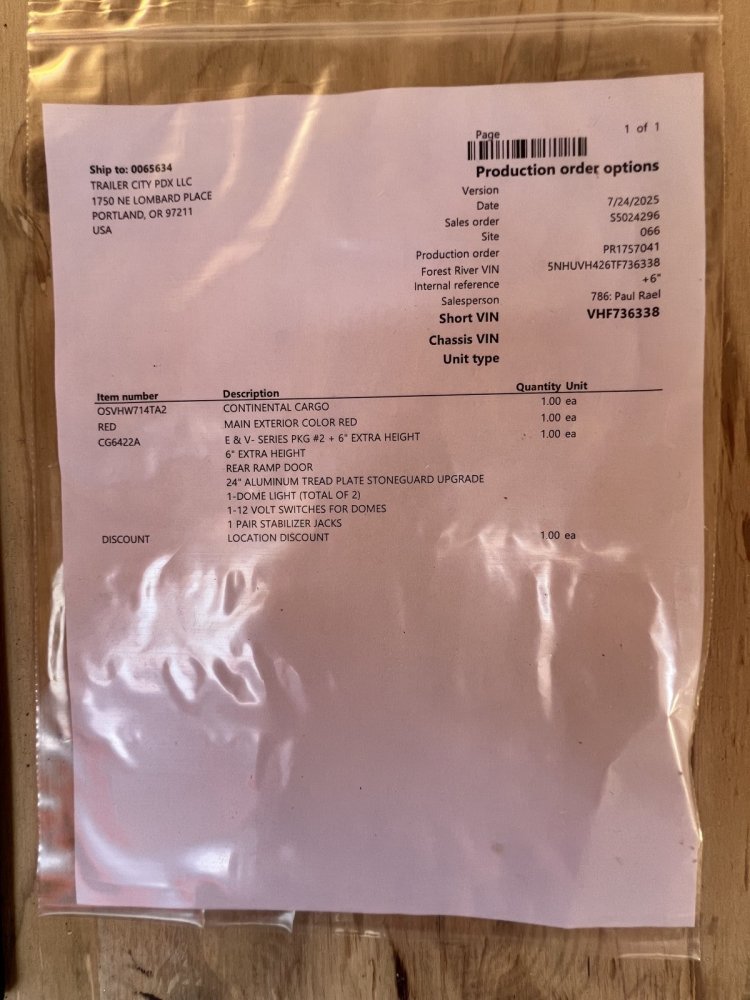 Page 1 of 1
Production order options
Ship to: 0065634
TRAILER CITY PDX LLC
1750 NE LOMBARD PLACE
PORTLAND, OR 97211
USA
Version
Date 7/24/2025
Sales order S5024296
Site 066
Production order PR1757041
Forest River VIN 5NHUVH426TF736338
Internal reference +6"
Salesperson 786: Paul Rael
Short VIN VHF736338
Chassis VIN
Unit type
Item number Description Quantity Unit
OSVHW714TA2 CONTINENTAL CARGO 1.00 ea
RED MAIN EXTERIOR COLOR RED 1.00 ea
CG6422A E & V- SERIES PKG #2 + 6" EXTRA HEIGHT 1.00 ea
6" EXTRA HEIGHT
REAR RAMP DOOR
24" ALUMINUM TREAD PLATE STONEGUARD UPGRADE
1-DOME LIGHT (TOTAL OF 2)
1-12 VOLT SWITCHES FOR DOMES
1 PAIR STABILIZER JACKS
DISCOUNT LOCATION DISCOUNT 1.00 ea